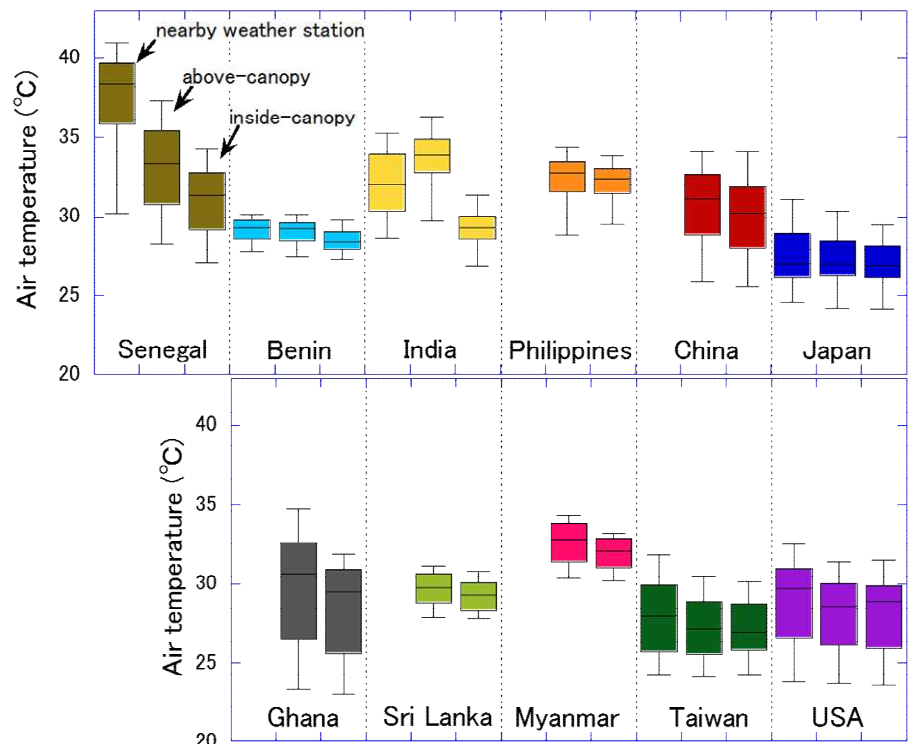 nearby weather station
above-canopy
inside-canopy
Air temperature (℃)
40
35
30
25
20
Senegal
Benin
India
Philippines
China
Japan
Air temperature (℃)
40
35
30
25
20
Ghana
Sri Lanka
Myanmar
Taiwan
USA